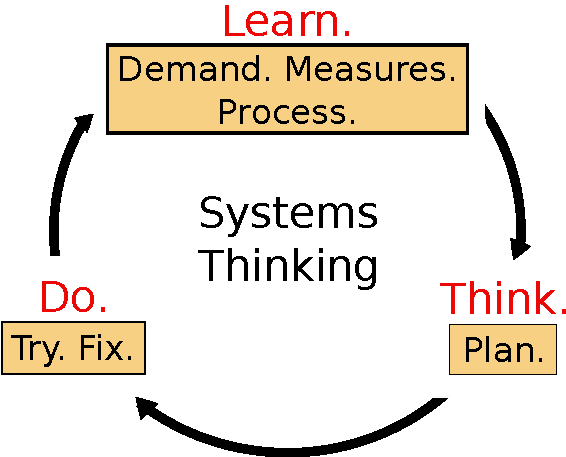 Learn.
Demand. Measures.
Process.
Systems
Thinking
Do.
Try. Fix.
Think.
Plan.